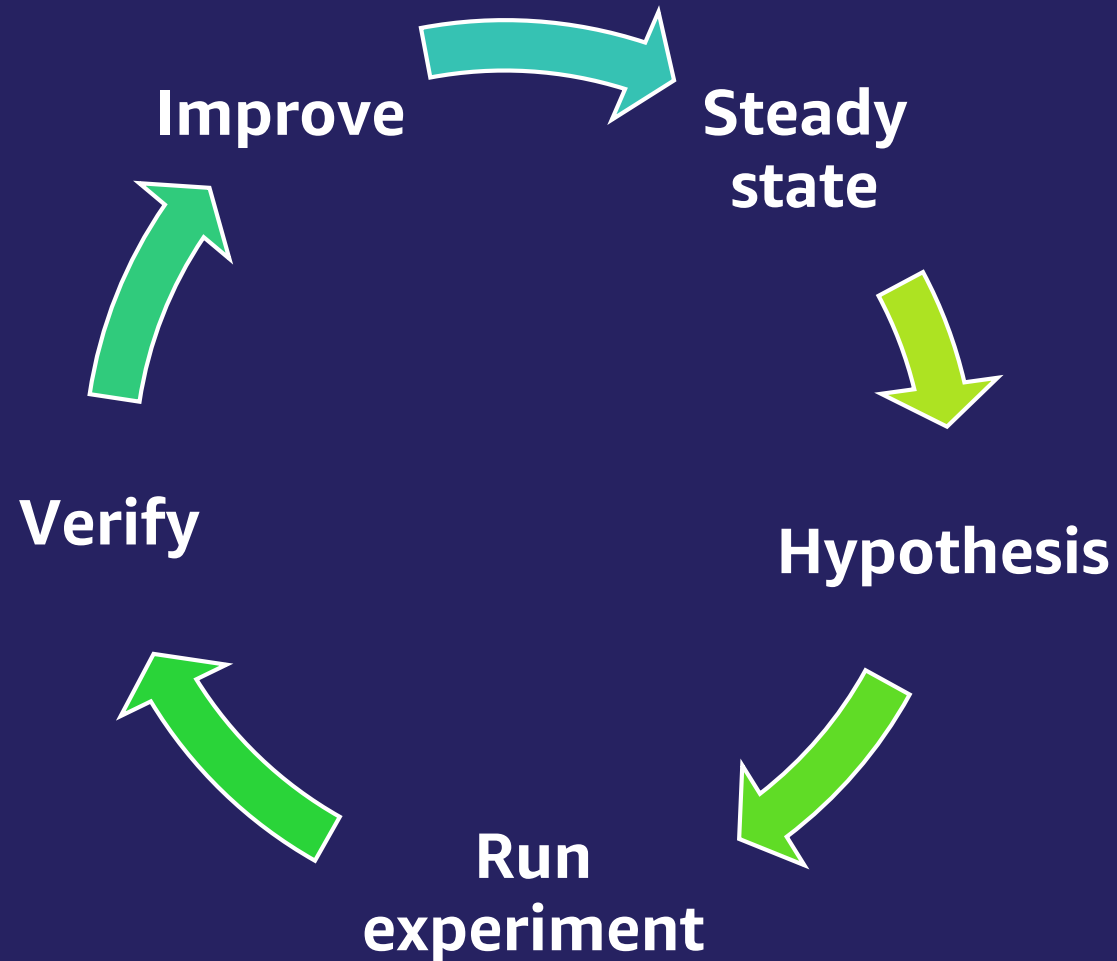 Improve
Steady
state
Hypothesis
Run
experiment
Verify